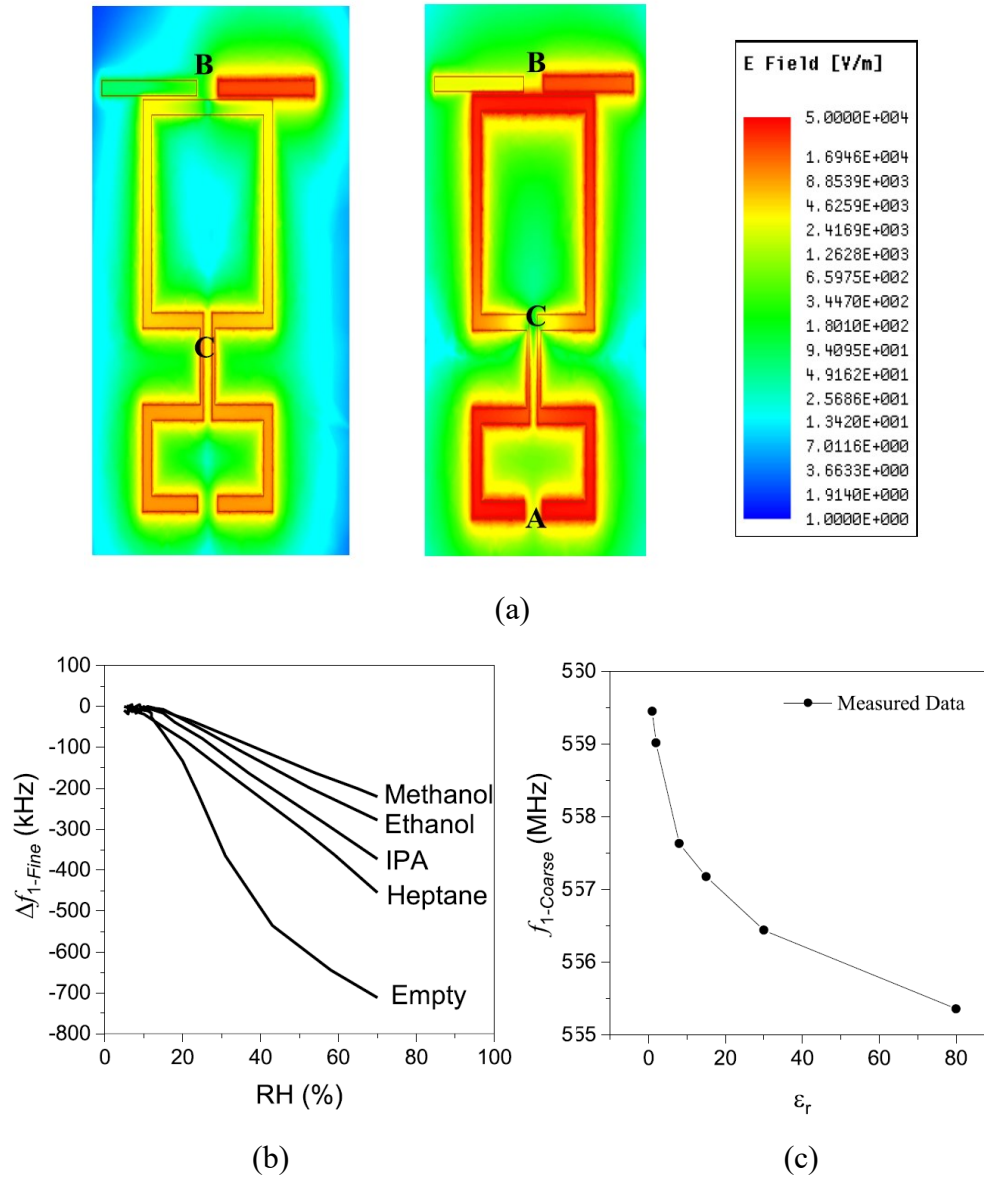 B
C
B
C
A
E Field [V/m]
5.0000E+004
1.6946E+004
8.8539E+003
4.6259E+003
2.4169E+003
1.2628E+003
6.5975E+002
3.4470E+002
1.8010E+002
9.4095E+001
4.9162E+001
2.5686E+001
1.3420E+001
7.0116E+000
3.6633E+000
1.9140E+000
1.0000E+000
(a)
100
0
-100
-200
-300
-400
-500
-600
-700
-800
Δf1-Fine (kHz)
Methanol
Ethanol
IPA
Heptane
Empty
0 20 40 60 80 100
RH (%)
(b)
560
559
558
557
556
555
f1-Coarse (MHz)
Measured Data
0 20 40 60 80
εr
(c)